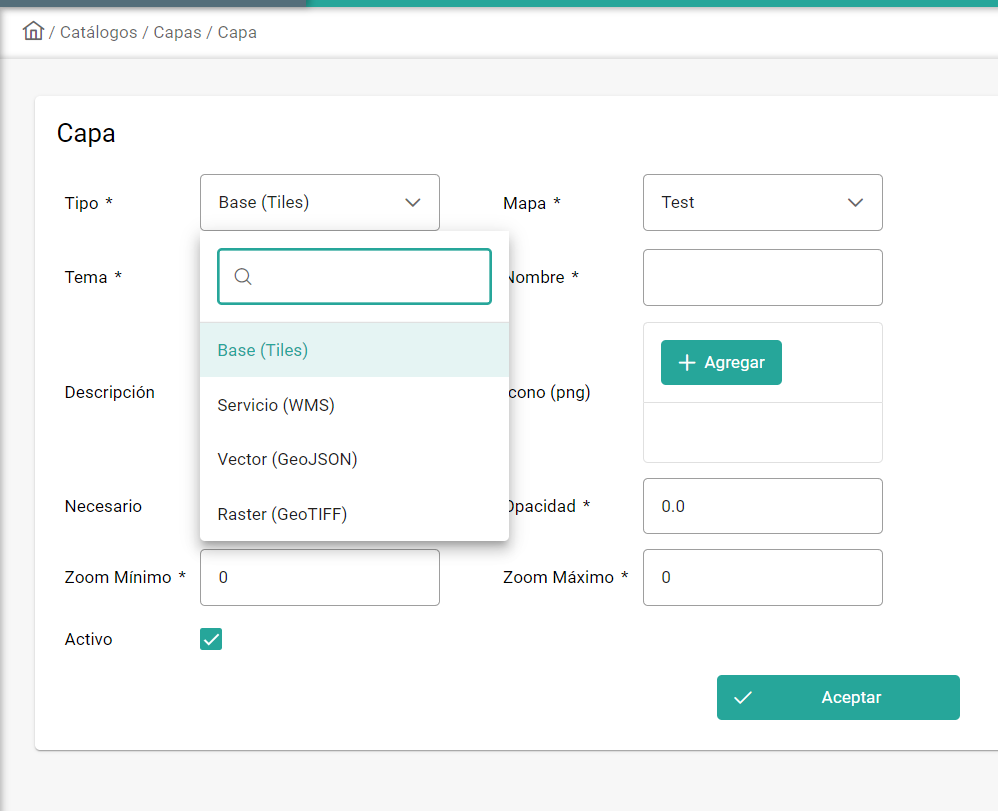 / Catálogos / Capas / Capa
Capa
Tipo *
Base (Tiles)
Mapa *
Test
Tema *
Nombre *
Base (Tiles)
Servicio (WMS)
Vector (GeoJSON)
Raster (GeoTIFF)
Descripción
cono (png)
Agregar
Necesario
Opacidad *
0.0
Zoom Mínimo *
0
Zoom Máximo *
0
Activo
Aceptar